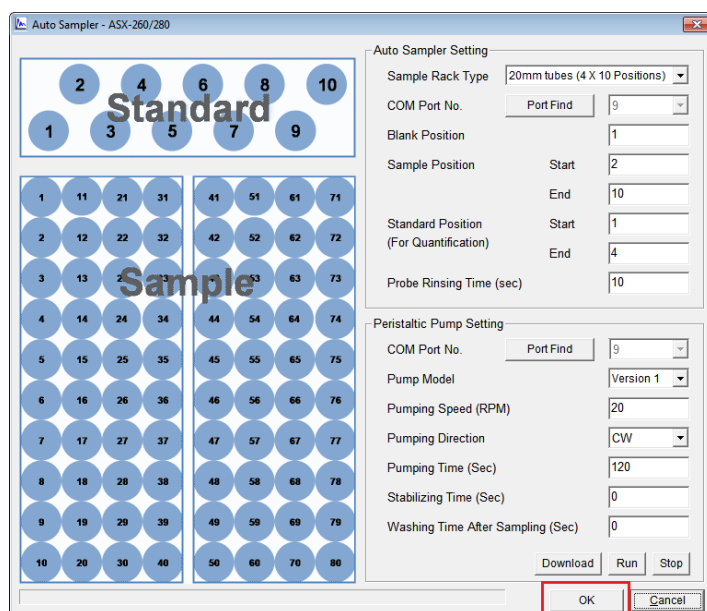 Auto Sampler - ASX-260/280
2 4 6 8 10
Standard
1 3 5 7 9
1 11 21 31 41 51 61 71
2 12 22 32 42 52 62 72
3 13 63 73
Sample
4 14 24 34 44 54 64 74
5 15 25 35 45 55 65 75
6 16 26 36 46 56 66 76
7 17 27 37 47 57 67 77
8 18 28 38 48 58 68 78
9 19 29 39 49 59 69 79
10 20 30 40 50 60 70 80
Auto Sampler Setting
Sample Rack Type 20mm tubes (4 X 10 Positions)
COM Port No. Port Find 9
Blank Position 1
Sample Position Start 2
End 10
Standard Position Start 1
(For Quantification)
End 4
Probe Rinsing Time (sec) 10
Peristaltic Pump Setting
COM Port No. Port Find 9
Pump Model Version 1
Pumping Speed (RPM) 20
Pumping Direction CW
Pumping Time (Sec) 120
Stabilizing Time (Sec) 0
Washing Time After Sampling (Sec) 0
Download Run Stop
OK Cancel